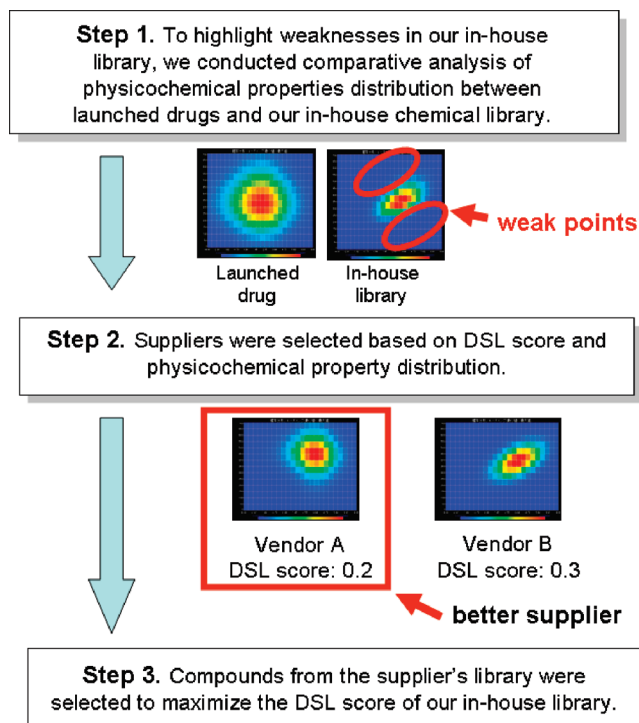 Step 1. To highlight weaknesses in our in-house
library, we conducted comparative analysis of
physicochemical properties distribution between
launched drugs and our in-house chemical library.
weak points
Launched
drug
In-house
library
Step 2. Suppliers were selected based on DSL score and
physicochemical property distribution.
Vendor A
DSL score: 0.2
Vendor B
DSL score: 0.3
better supplier
Step 3. Compounds from the supplier's library were
selected to maximize the DSL score of our in-house library.